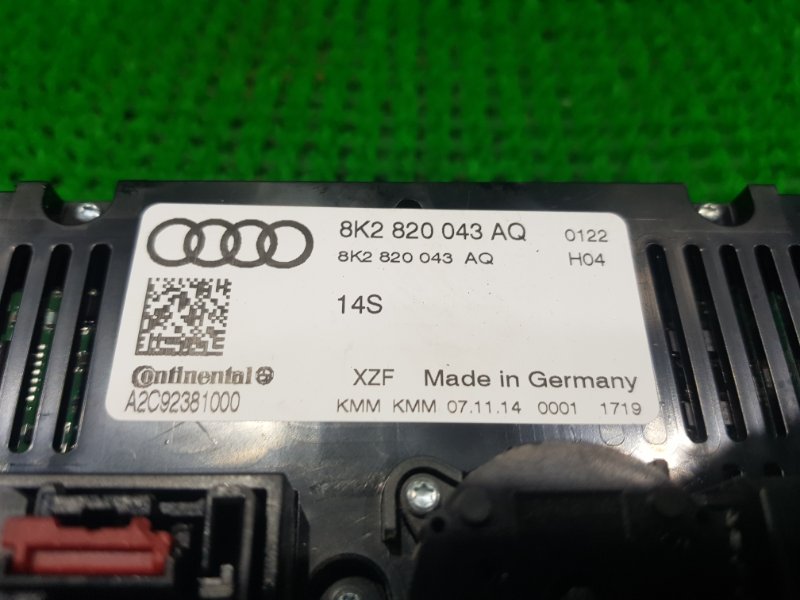 8K2 820 043 AQ 0122
8K2 820 043 AQ H04
14S
Continental
XZF Made in Germany
A2C92381000
KMM KMM 07.11.14 0001 1719